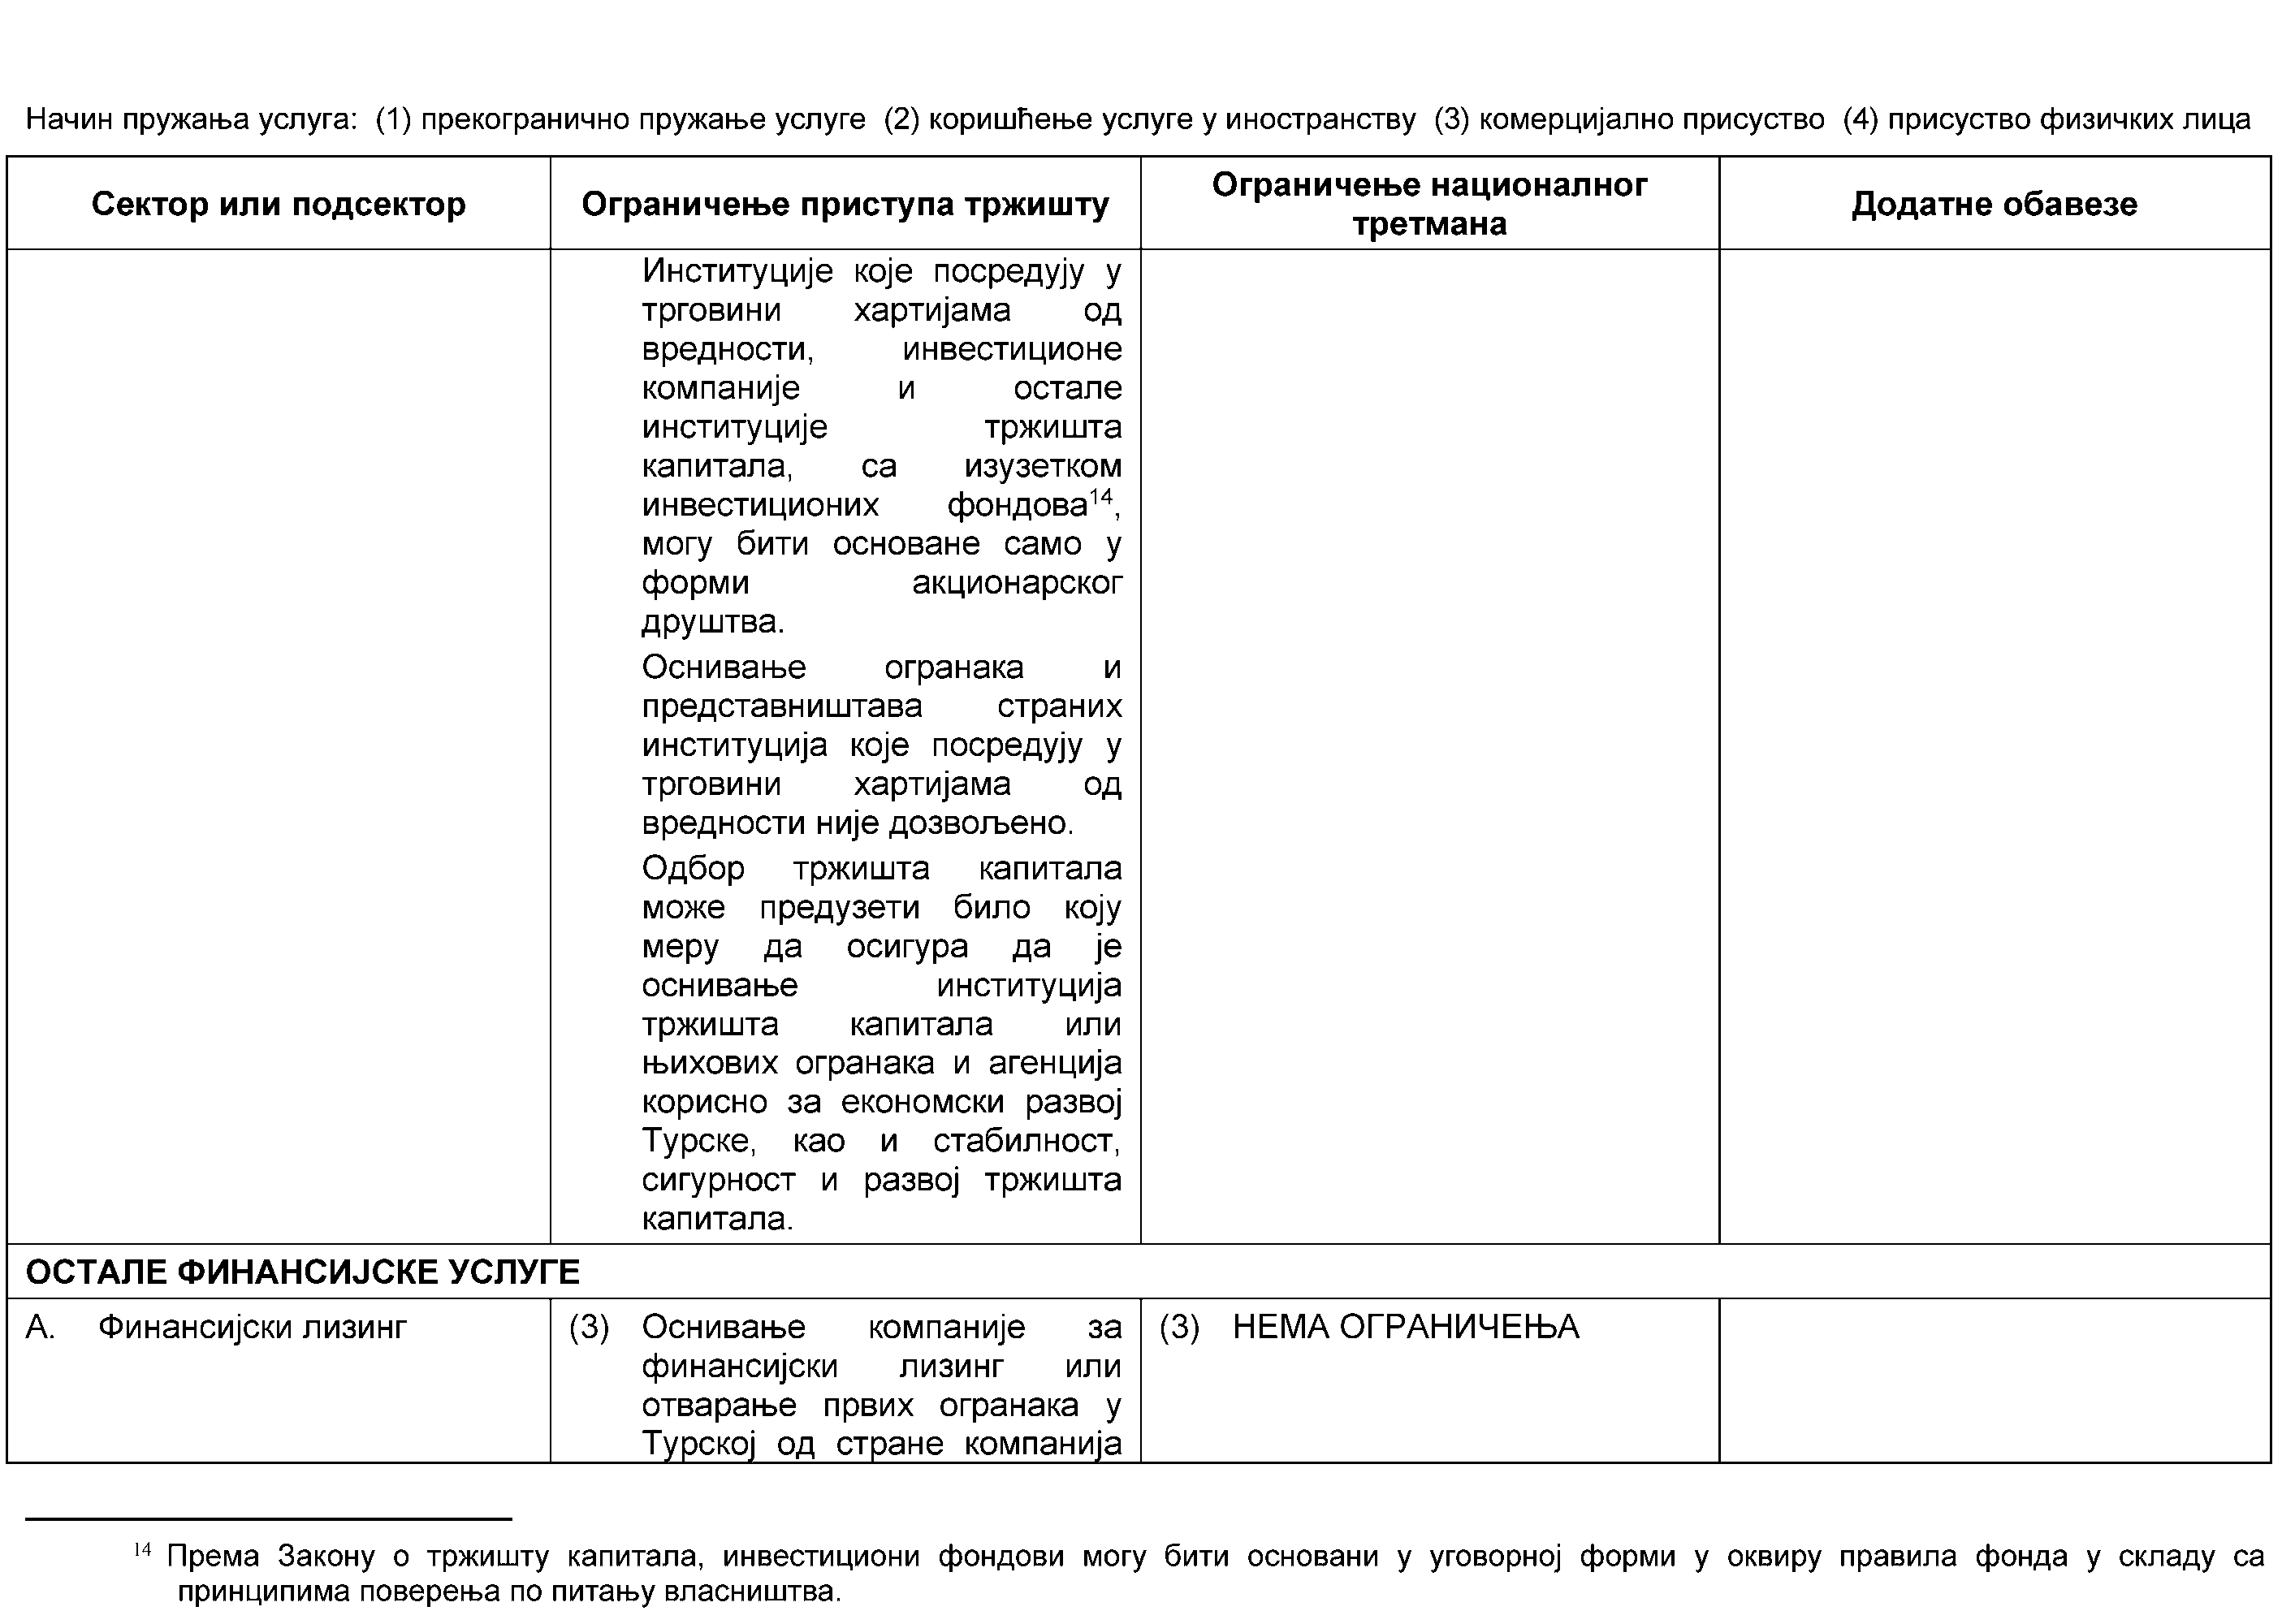 Начин пружања услуга: (1) прекогранично пружање услуге (2) коришћење услуге у иностранству (3) комерцијално присуство (4) присуство физичких лица
Сектор или подсектор
Ограничење приступа тржишту
Ограничење националног
третмана
Додатне обавезе
Институције које посредују у
трговини хартијама од
вредности, инвестиционе
компаније и остале
институције тржишта
капитала, са изузетком
инвестиционих фондова14,
могу бити основане само у
форми акционарског
друштва.
Оснивање огранака и
представништава страних
институција које посредују у
трговини хартијама од
вредности није дозвољено.
Одбор тржишта капитала
може предузети било коју
меру да осигура да је
оснивање институција
тржишта капитала или
њихових огранака и агенција
корисно за економски развој
Турске, као и стабилност,
сигурност и развој тржишта
капитала.
ОСТАЛЕ ФИНАНСИЈСКЕ УСЛУГЕ
А. Финансијски лизинг
(3) Оснивање компаније за
финансијски лизинг или
отварање првих огранака у
Турској од стране компанија
(3) НЕМА ОГРАНИЧЕЊА
14 Према Закону о тржишту капитала, инвестициони фондови могу бити основани у уговорној форми у оквиру правила фонда у складу са
принципима поверења по питању власништва.